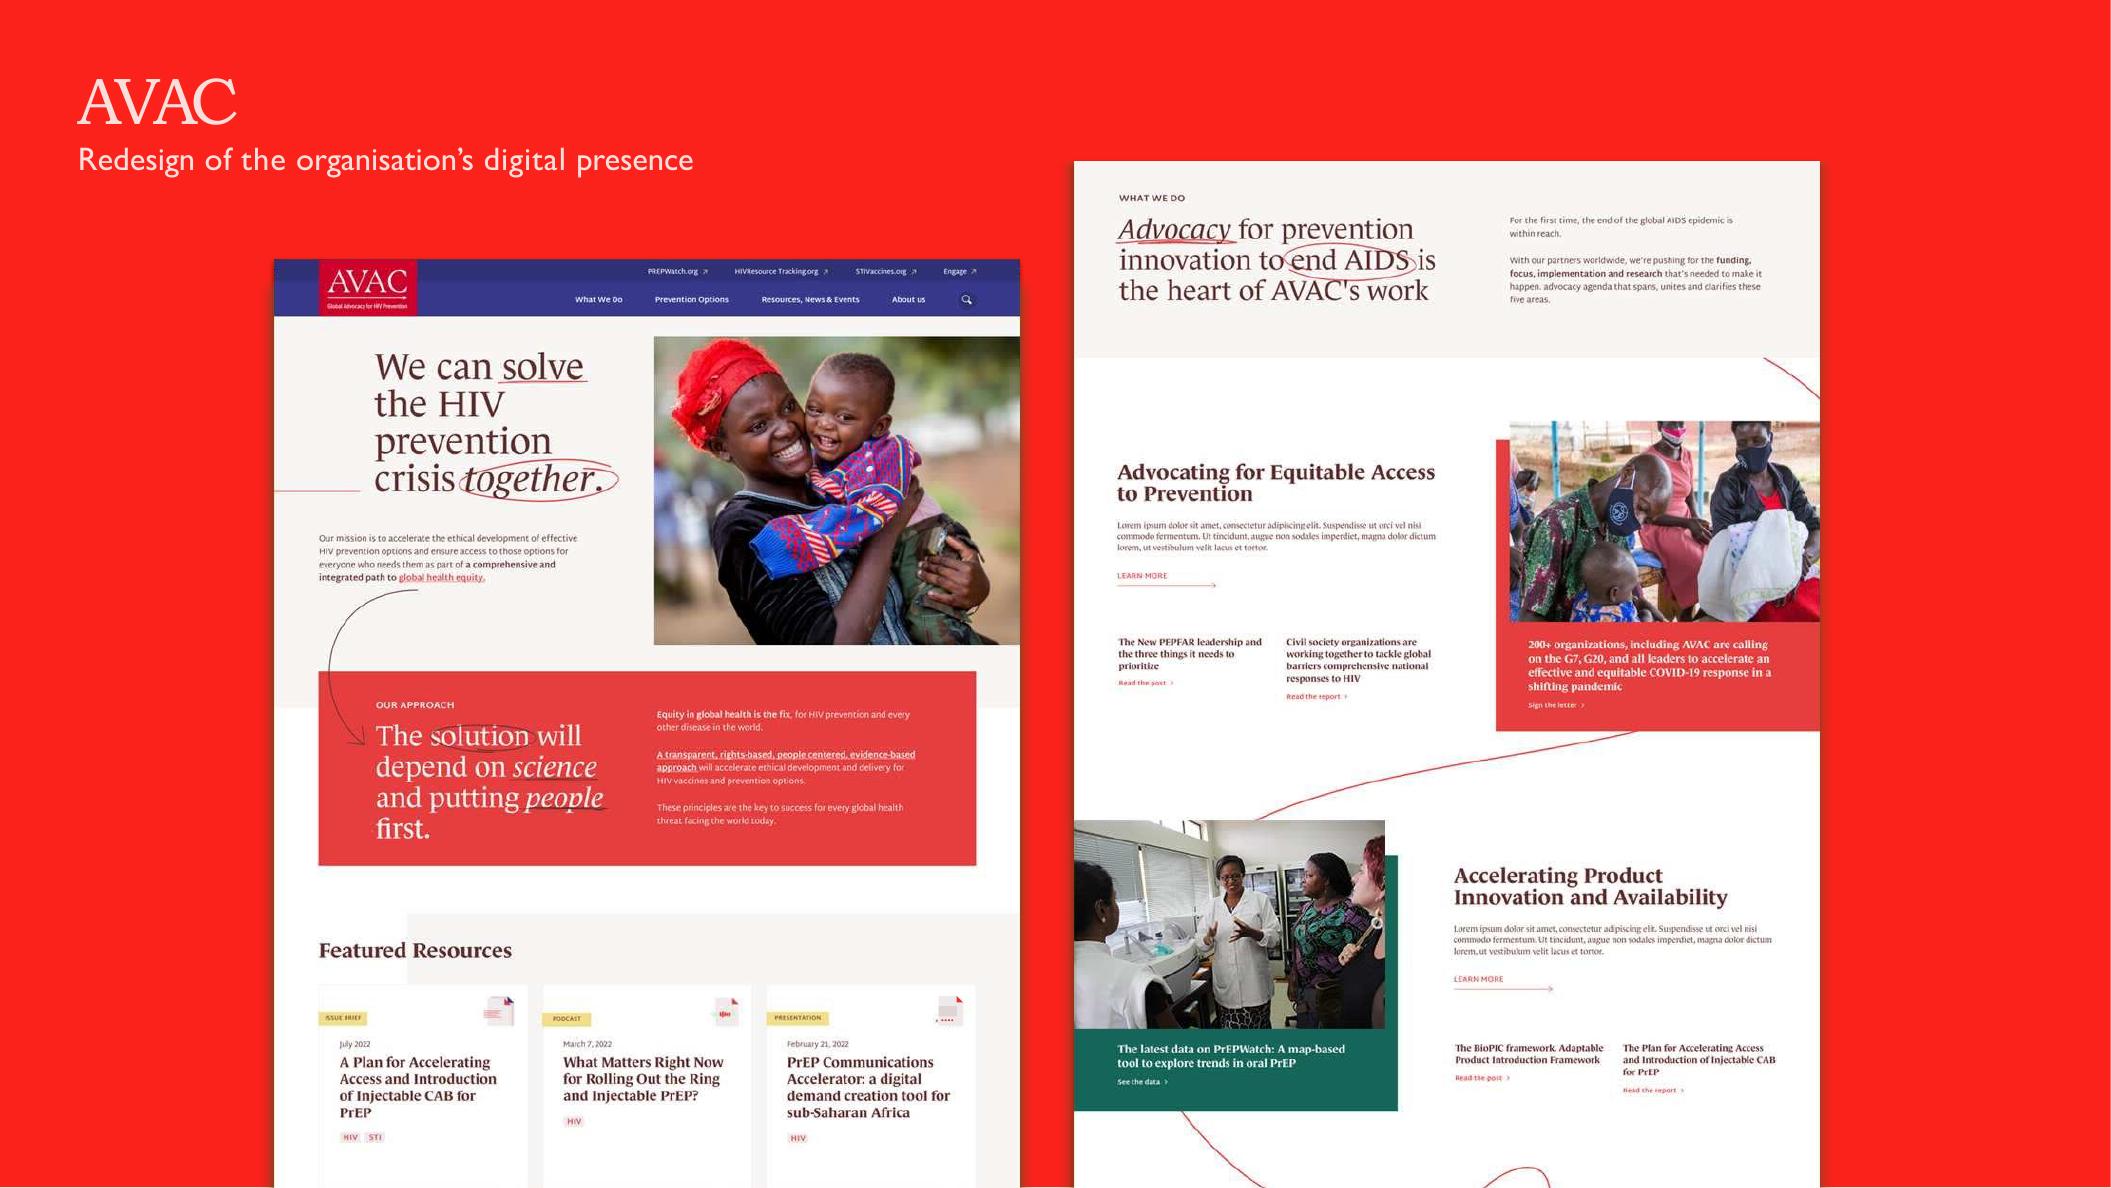 AVAC
Redesign of the organisation’s digital presence
AVAC
Global Advocacy for HIV Prevention
PREPWatch.org ↗ HIVResource Tracking.org ↗ STIVaccines.org ↗ Engage ↗
What We Do Prevention Options Resources, News & Events About us
We can solve
the HIV
prevention
crisis together.
Our mission is to accelerate the ethical development of effective
HIV prevention options and ensure access to those options for
everyone who needs them as part of a comprehensive and
integrated path to global health equity.
OUR APPROACH
The solution will
depend on science
and putting people
first.
Equity in global health is the fix, for HIV prevention and every
other disease in the world.
A transparent, rights-based, people centered, evidence-based
approach will accelerate ethical development and delivery for
HIV vaccines and prevention options.
These principles are the key to success for every global health
threat facing the world today.
Featured Resources
ISSUE BRIEF
July 2022
A Plan for Accelerating
Access and Introduction
of Injectable CAB for
PrEP
HIV STI
PODCAST
March 7, 2022
What Matters Right Now
for Rolling Out the Ring
and Injectable PrEP?
HIV
PRESENTATION
February 21, 2022
PrEP Communications
Accelerator: a digital
demand creation tool for
sub-Saharan Africa
HIV
WHAT WE DO
Advocacy for prevention
innovation to end AIDS is
the heart of AVAC's work
For the first time, the end of the global AIDS epidemic is
within reach.
With our partners worldwide, we're pushing for the funding,
focus, implementation and research that's needed to make it
happen. advocacy agenda that spans, unites and clarifies these
five areas.
Advocating for Equitable Access
to Prevention
Lorem ipsum dolor sit amet, consectetur adipiscing elit. Suspendisse ut orci vel nisi
commodo fermentum. Ut tincidunt, augue non sodales imperdiet, magna dolor dictum
lorem, ut vestibulum velit lacus et tortor.
LEARN MORE
The New PEPFAR leadership and
the three things it needs to
prioritize
Read the post >
Civil society organizations are
working together to tackle global
barriers comprehensive national
responses to HIV
Read the report >
200+ organizations, including AVAC are calling
on the G7, G20, and all leaders to accelerate an
effective and equitable COVID-19 response in a
shifting pandemic
Sign the letter >
The latest data on PrEPWatch: A map-based
tool to explore trends in oral PrEP
See the data >
Accelerating Product
Innovation and Availability
Lorem ipsum dolor sit amet, consectetur adipiscing elit. Suspendisse ut orci vel nisi
commodo fermentum. Ut tincidunt, augue non sodales imperdiet, magna dolor dictum
lorem, ut vestibulum velit lacus et tortor.
LEARN MORE
The BioPIC framework Adaptable
Product Introduction Framework
Read the post >
The Plan for Accelerating Access
and Introduction of Injectable CAB
for PrEP
Read the report >